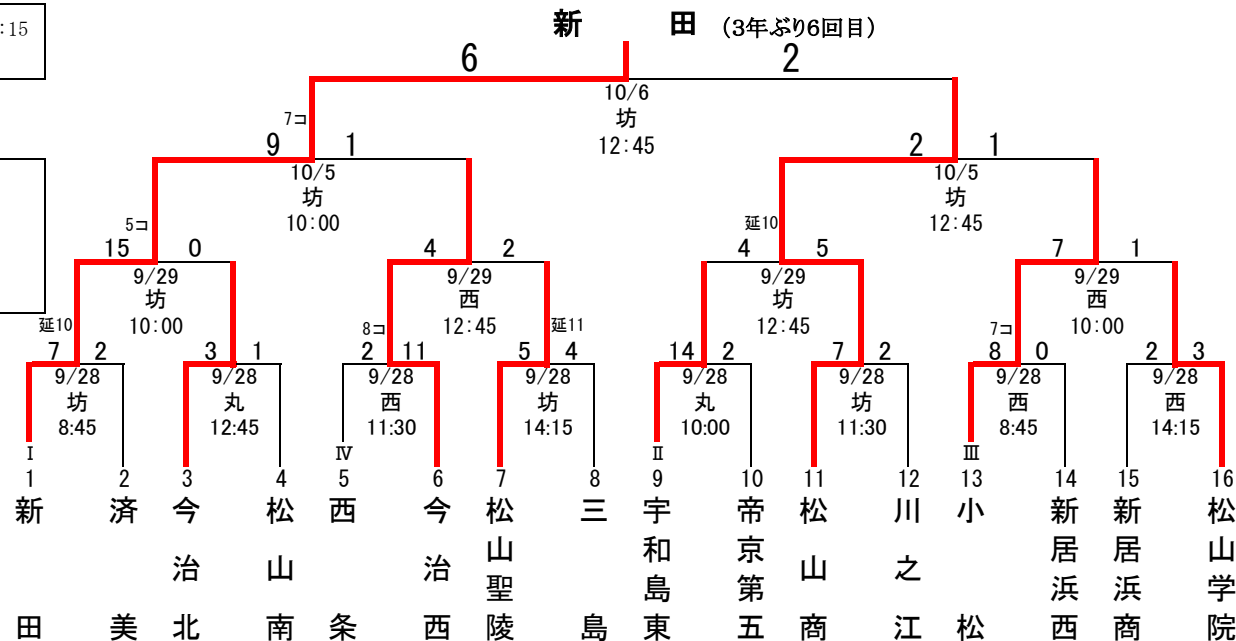 :15
新田 (3年ぶり6回目)
6 2
10/6
坊
12:45
7コ
9 1
10/5
坊
10:00
2 1
10/5
坊
12:45
5コ
15 0
9/29
坊
10:00
4 2
9/29
西
12:45
延10
4 5
9/29
坊
12:45
7 1
9/29
西
10:00
延10
7 2
9/28
坊
8:45
3 1
9/28
丸
12:45
8コ
2 11
9/28
西
11:30
延11
5 4
9/28
坊
14:15
14 2
9/28
丸
10:00
7 2
9/28
坊
11:30
7コ
8 0
9/28
西
8:45
2 3
9/28
西
14:15
Ⅰ Ⅳ Ⅱ Ⅲ
1 2 3 4 5 6 7 8 9 10 11 12 13 14 15 16
新田
済美
今治北
松山南
西条
今治西
松山聖陵
三島
宇和島東
帝京第五
松山商
川之江
小松
新居浜西
新居浜商
松山学院